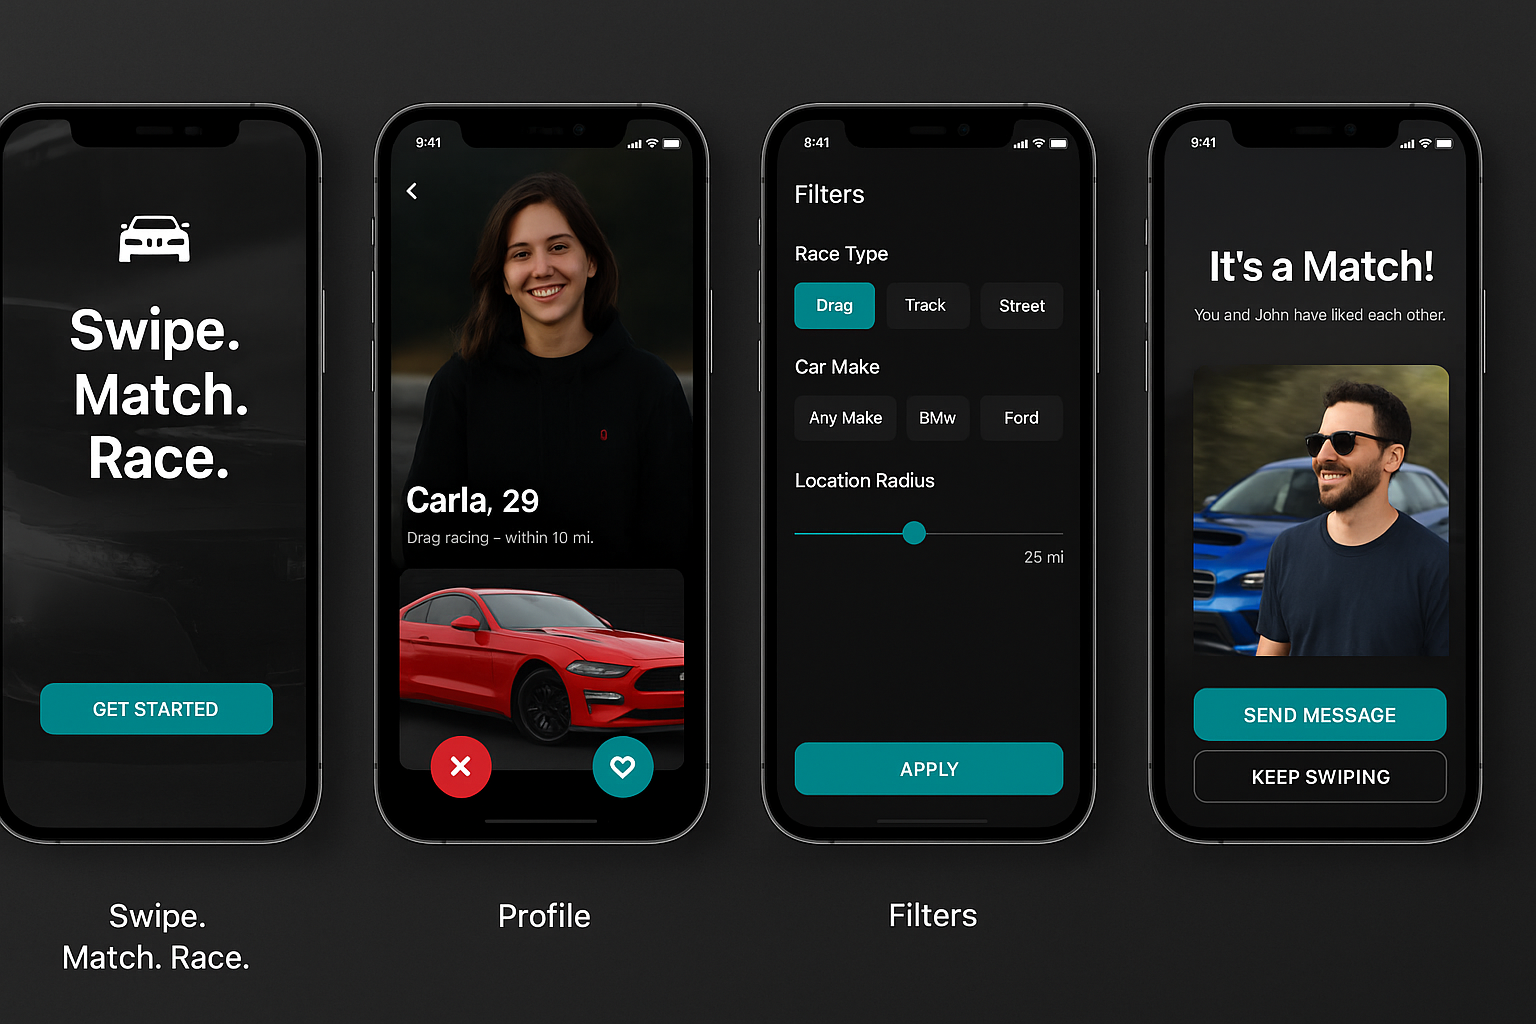 Swipe.
Match.
Race.
GET STARTED
Swipe.
Match. Race.
9:41
Carla, 29
Drag racing – within 10 mi.
Profile
8:41
Filters
Race Type
Drag Track Street
Car Make
Any Make BMw Ford
Location Radius
25 mi
APPLY
Filters
9:41
It's a Match!
You and John have liked each other.
SEND MESSAGE
KEEP SWIPING